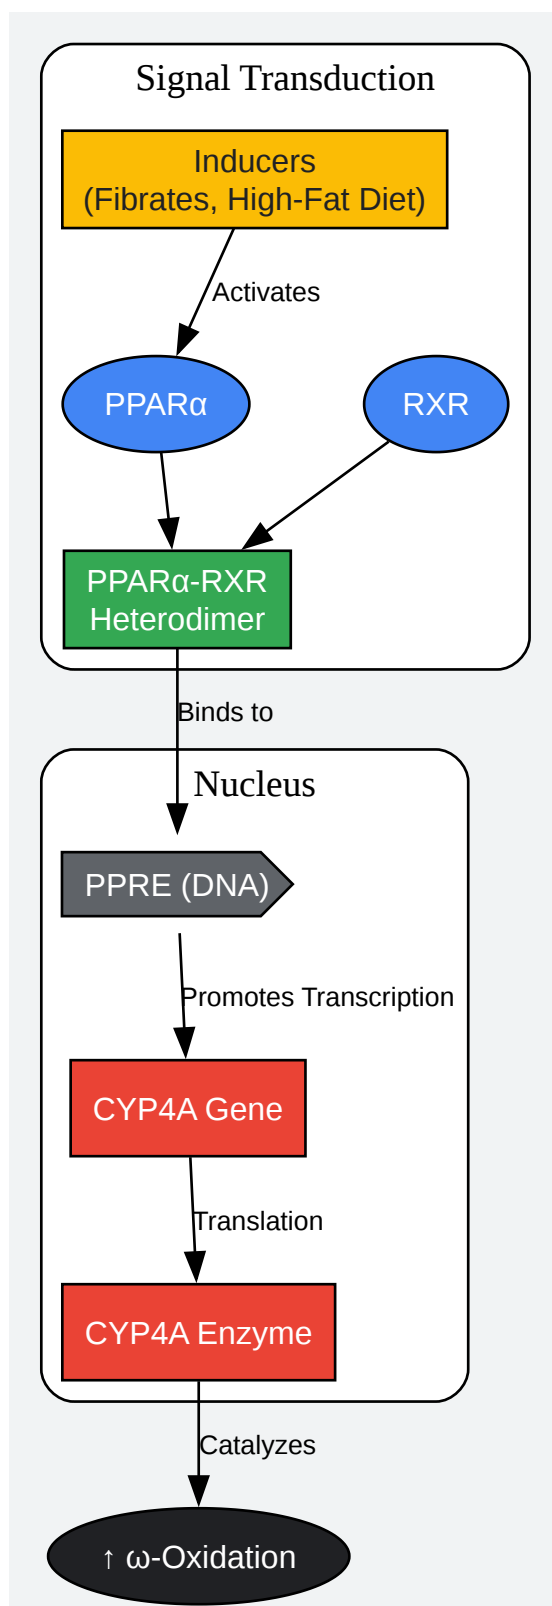 Signal Transduction
Inducers
(Fibrates, High-Fat Diet)
Activates
PPARα
RXR
PPARα-RXR
Heterodimer
Binds to
Nucleus
PPRE (DNA)
Promotes Transcription
CYP4A Gene
Translation
CYP4A Enzyme
Catalyzes
↑ ω-Oxidation